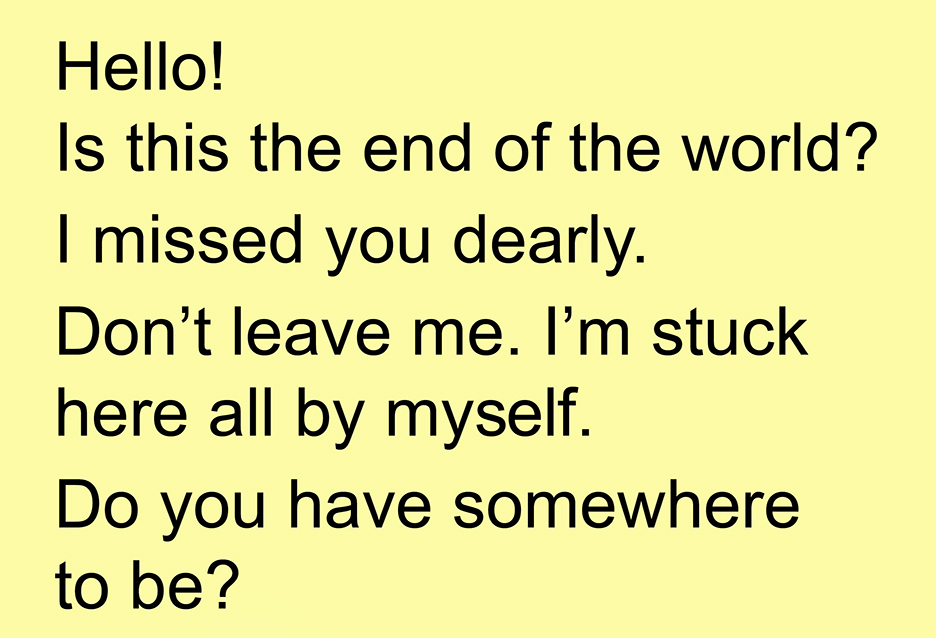 Hello!
Is this the end of the world?
I missed you dearly.
Don’t leave me. I’m stuck
here all by myself.
Do you have somewhere
to be?